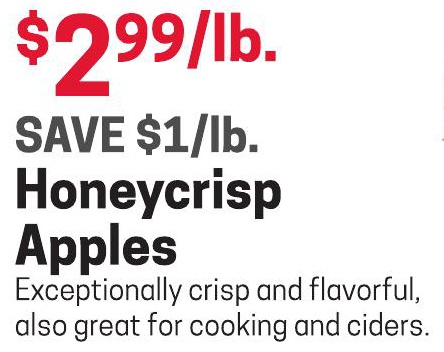 $2 99/lb.
SAVE $1/lb.
Honeycrisp
Apples
Exceptionally crisp and flavorful,
also great for cooking and ciders.